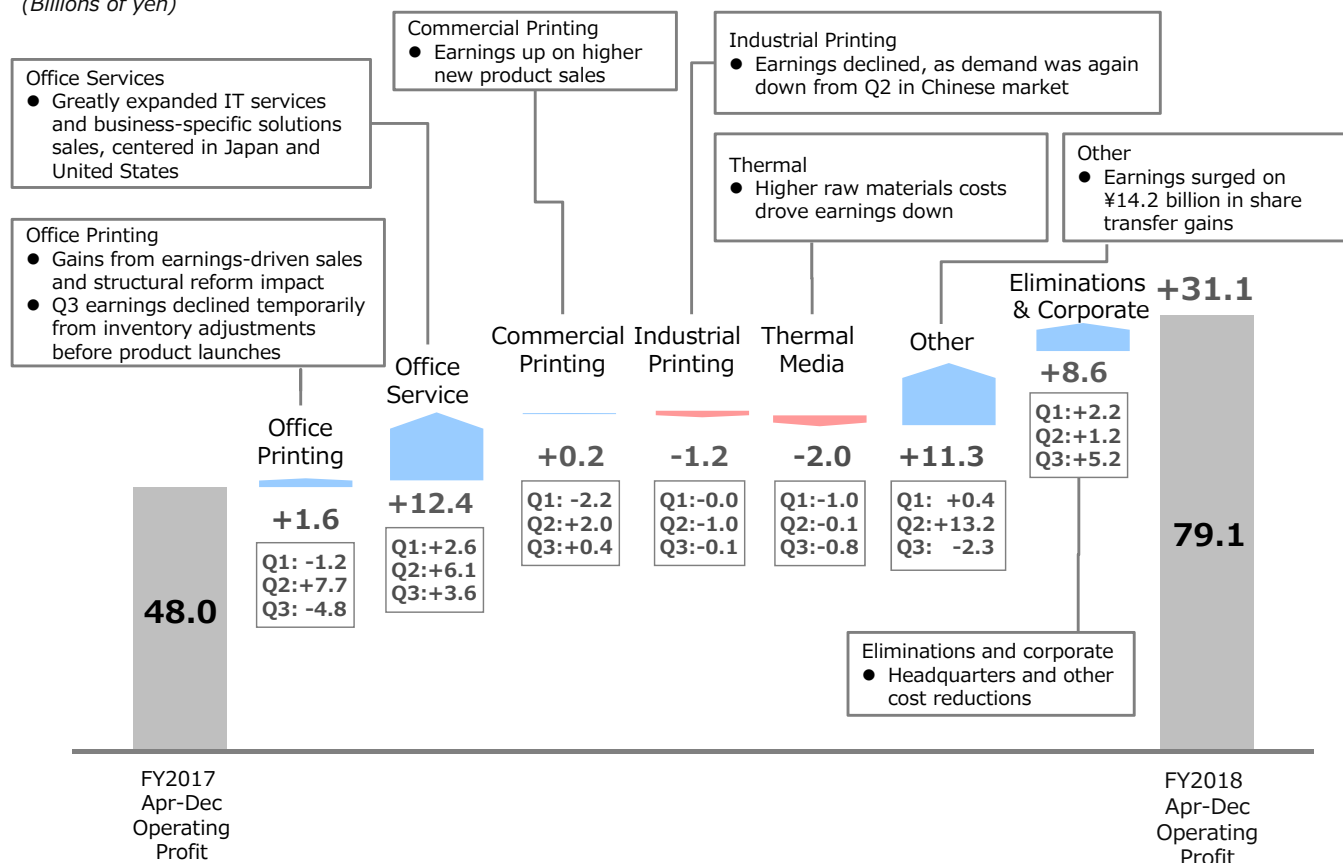 (Billions of yen)
Commercial Printing
● Earnings up on higher
new product sales
Industrial Printing
● Earnings declined, as demand was again
down from Q2 in Chinese market
Office Services
● Greatly expanded IT services
and business-specific solutions
sales, centered in Japan and
United States
Thermal
● Higher raw materials costs
drove earnings down
Other
● Earnings surged on
¥14.2 billion in share
transfer gains
Office Printing
● Gains from earnings-driven sales
and structural reform impact
● Q3 earnings declined temporarily
from inventory adjustments
before product launches
48.0
Office
Printing
+1.6
Q1: -1.2
Q2:+7.7
Q3: -4.8
Office
Service
+12.4
Q1:+2.6
Q2:+6.1
Q3:+3.6
Commercial
Printing
+0.2
Q1: -2.2
Q2:+2.0
Q3:+0.4
Industrial
Printing
-1.2
Q1:-0.0
Q2:-1.0
Q3:-0.1
Thermal
Media
-2.0
Q1:-1.0
Q2:-0.1
Q3:-0.8
Other
+11.3
Q1: +0.4
Q2:+13.2
Q3: -2.3
Eliminations
& Corporate
+8.6
Q1:+2.2
Q2:+1.2
Q3:+5.2
+31.1
79.1
Eliminations and corporate
● Headquarters and other
cost reductions
FY2017
Apr-Dec
Operating
Profit
FY2018
Apr-Dec
Operating
Profit